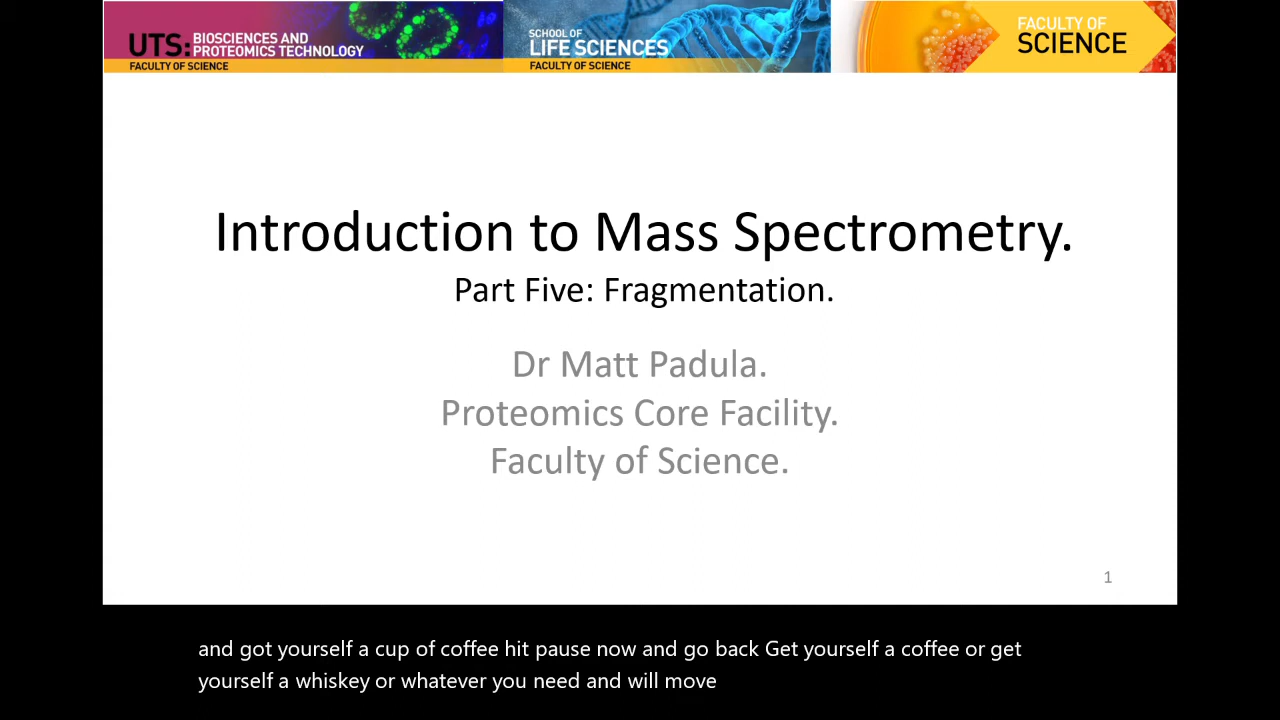 UTS: BIOSCIENCES AND
PROTEOMICS TECHNOLOGY
FACULTY OF SCIENCE
SCHOOL OF
LIFE SCIENCES
FACULTY OF SCIENCE
FACULTY OF
SCIENCE
Introduction to Mass Spectrometry.
Part Five: Fragmentation.
Dr Matt Padula.
Proteomics Core Facility.
Faculty of Science.
1
and got yourself a cup of coffee hit pause now and go back Get yourself a coffee or get
yourself a whiskey or whatever you need and will move